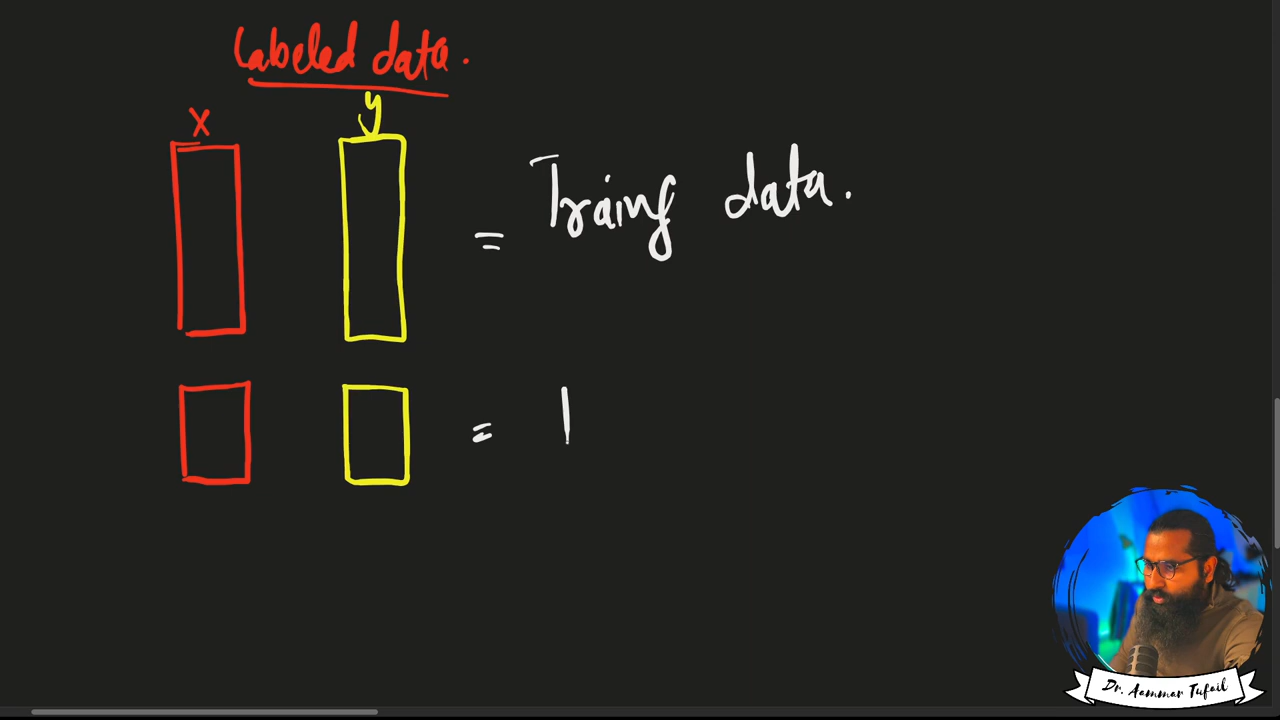 Labeled data.
x y
= Traing data.
=
Dr. Aammar Tufail